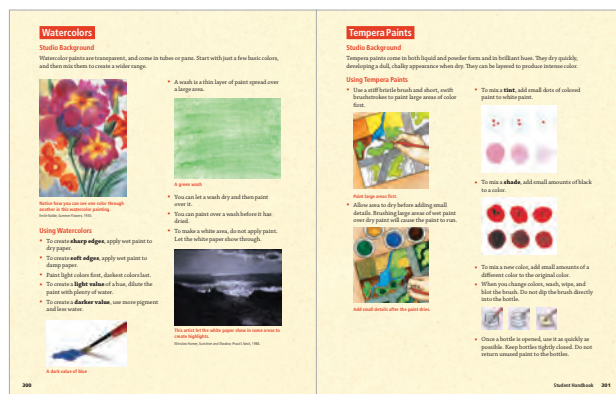 Watercolors
Studio Background
Watercolor paints are transparent, and come in tubes or pans. Start with just a few basic colors,
and then mix them to create a wider range.
Notice how you can see one color through
another in this watercolor painting.
Emile Nolde, Summer Flowers, 1930.
Using Watercolors
• To create sharp edges, apply wet paint to
dry paper.
• To create soft edges, apply wet paint to
damp paper.
• Paint light colors first, darkest colors last.
• To create a light value of a hue, dilute the
paint with plenty of water.
• To create a darker value, use more pigment
and less water.
A dark value of blue
• A wash is a thin layer of paint spread over
a large area.
A green wash
• You can let a wash dry and then paint
over it.
• You can paint over a wash before it has
dried.
• To make a white area, do not apply paint.
Let the white paper show through.
This artist let the white paper show in some areas to
create highlights.
Winslow Homer, Sunshine and Shadow, Prout's Neck, 1980.
300
Tempera Paints
Studio Background
Tempera paints come in both liquid and powder form and in brilliant hues. They dry quickly,
developing a dull, chalky appearance when dry. They can be layered to produce intense color.
Using Tempera Paints
• Use a stiff bristle brush and short, swift
brushstrokes to paint large areas of color
first.
Paint large areas first.
• Allow area to dry before adding small
details. Brushing large areas of wet paint
over dry paint will cause the paint to run.
Add small details after the paint dries.
• To mix a tint, add small dots of colored
paint to white paint.
• To mix a shade, add small amounts of black
to a color.
• To mix a new color, add small amounts of a
different color to the original color.
• When you change colors, wash, wipe, and
blot the brush. Do not dip the brush directly
into the bottle.
• Once a bottle is opened, use it as quickly as
possible. Keep bottles tightly closed. Do not
return unused paint to the bottles.
Student Handbook 301